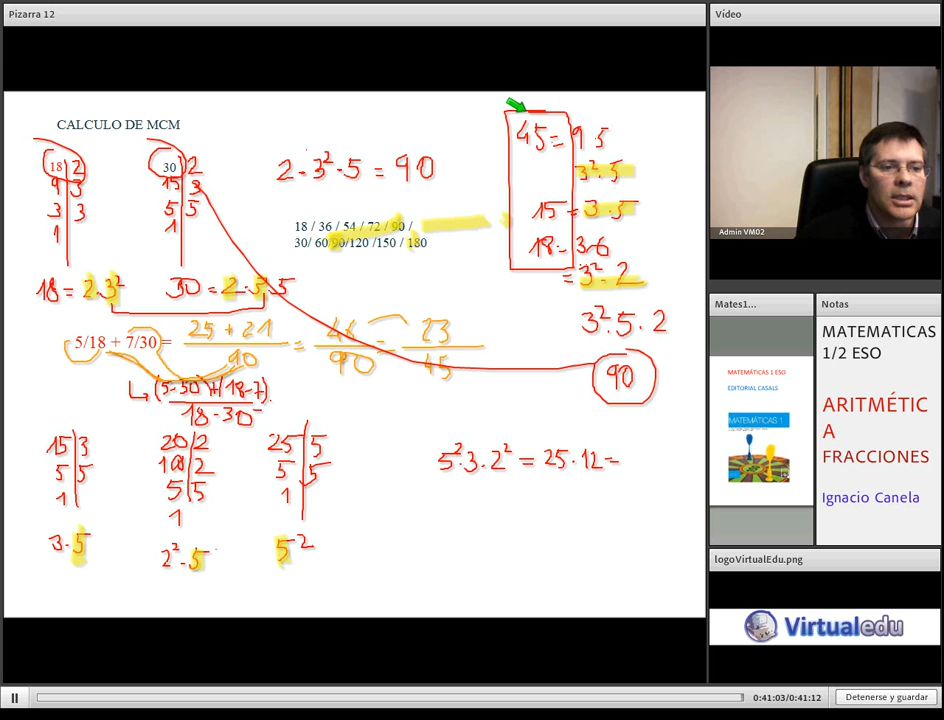 Pizarra 12
CALCULO DE MCM
18 | 2
9 | 3
3 | 3
1
30 | 2
15 | 3
5 | 5
1
2 · 3² · 5 = 90
18 / 36 / 54 / 72 / 90 /
30/ 60/90/120 /150 / 180
45 = 9·5
3²·5
15 = 3·5
18 = 3·6
= 3²·2
3²·5·2
90
18 = 2·3²
30 = 2·3·5
5/18 + 7/30 = 25 + 21 / 90 = 46 / 90 = 23 / 45
(5·30)+(18·7)
18·30
15 | 3
5 | 5
1
3·5
20 | 2
10 | 2
5 | 5
1
2²·5
25 | 5
5 | 5
1
5²
5²·3·2² = 25·12=
Vídeo
Admin VM02
Mates1...
MATEMÁTICAS 1 ESO
EDITORIAL CASALS
MATEMÀTIQUES 1
Notas
MATEMATICAS
1/2 ESO
ARITMÉTIC
A
FRACCIONES
Ignacio Canela
logoVirtualEdu.png
Virtualedu
0:41:03/0:41:12
Detenerse y guardar